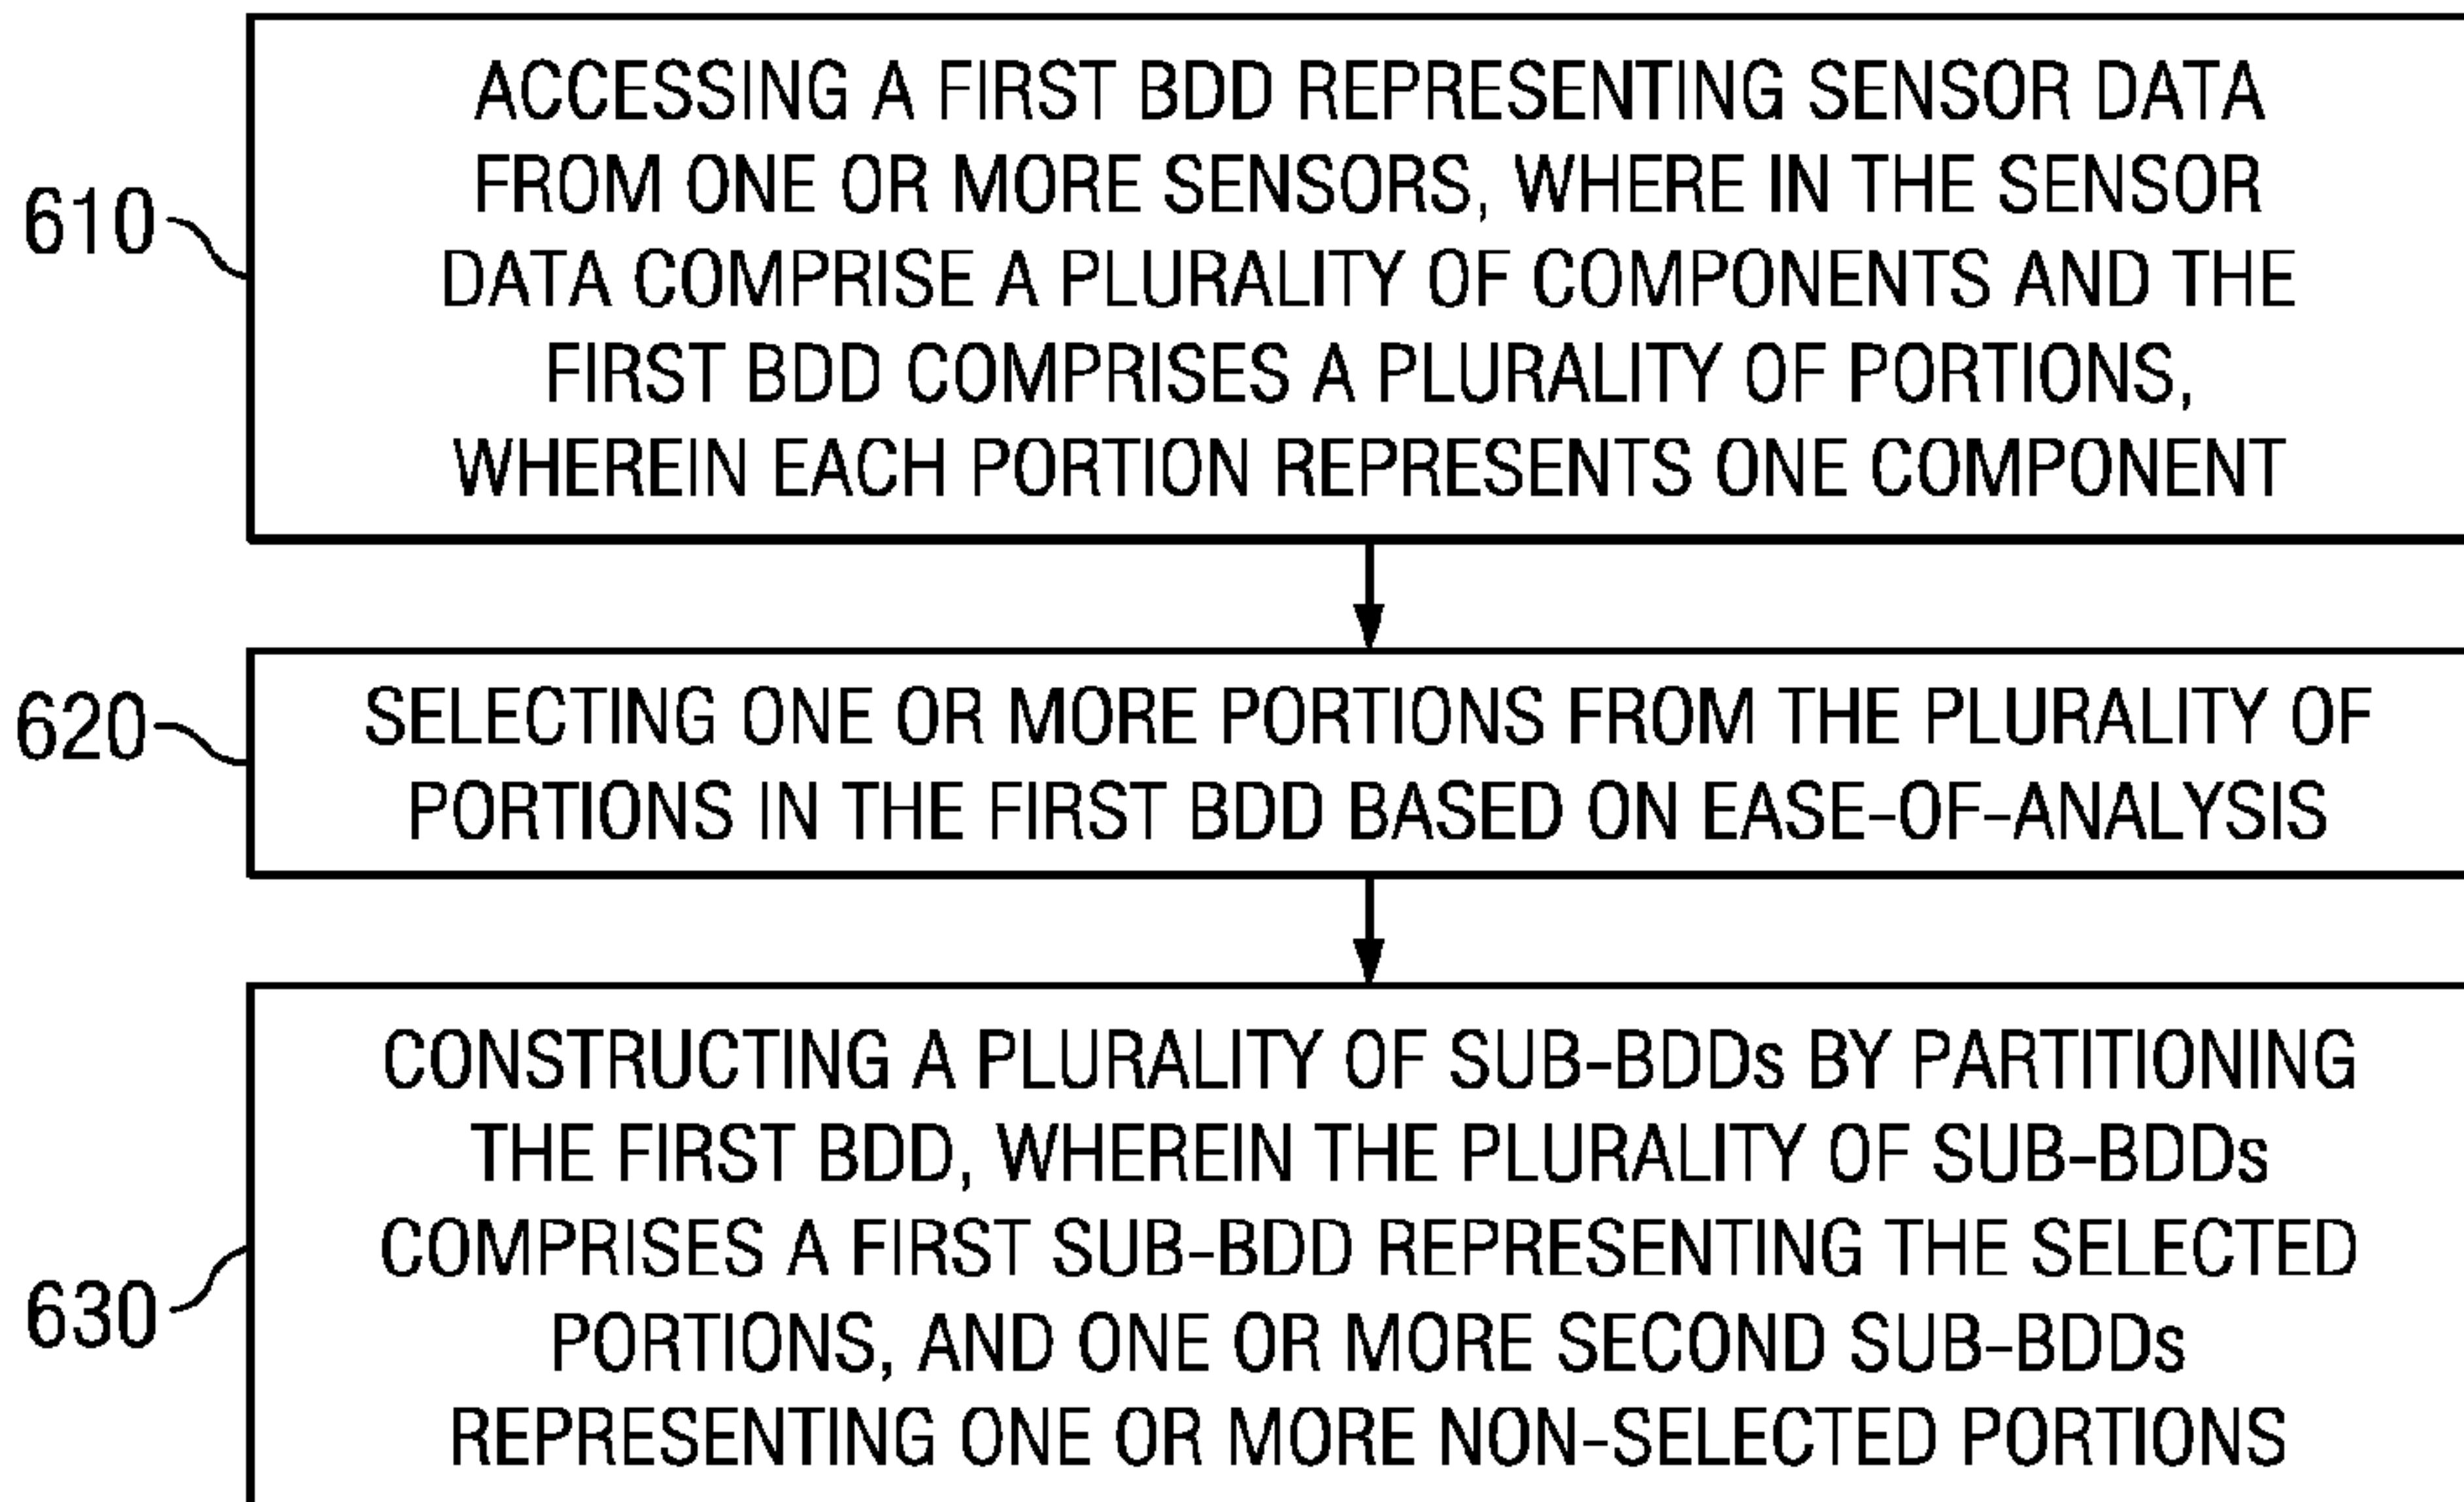 ACCESSING A FIRST BDD REPRESENTING SENSOR DATA
FROM ONE OR MORE SENSORS, WHERE IN THE SENSOR
610
DATA COMPRISE A PLURALITY OF COMPONENTS AND THE
FIRST BDD COMPRISES A PLURALITY OF PORTIONS,
WHEREIN EACH PORTION REPRESENTS ONE COMPONENT
620
SELECTING ONE OR MORE PORTIONS FROM THE PLURALITY OF
PORTIONS IN THE FIRST BDD BASED ON EASE-OF-ANALYSIS
CONSTRUCTING A PLURALITY OF SUB-BDDs BY PARTITIONING
THE FIRST BDD, WHEREIN THE PLURALITY OF SUB-BDDs
COMPRISES A FIRST SUB-BDD REPRESENTING THE SELECTED
630
PORTIONS, AND ONE OR MORE SECOND SUB-BDDs
REPRESENTING ONE OR MORE NON-SELECTED PORTIONS